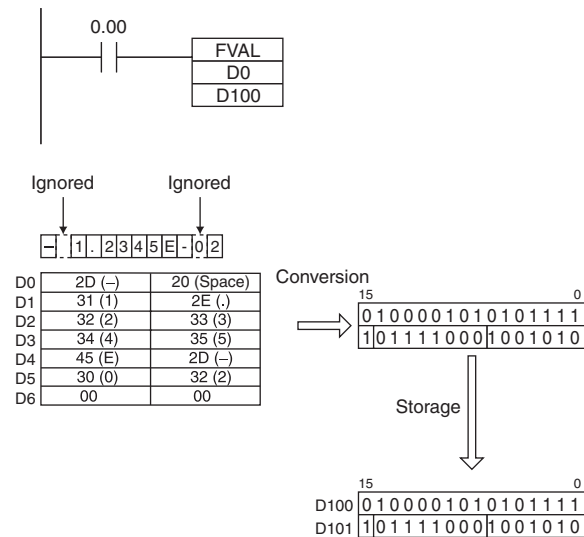 0.00
FVAL
D0
D100
Ignored Ignored
– 1 . 2 3 4 5 E - 0 2
D0 2D (–) 20 (Space)
D1 31 (1) 2E (.)
D2 32 (2) 33 (3)
D3 34 (4) 35 (5)
D4 45 (E) 2D (–)
D5 30 (0) 32 (2)
D6 00 00
Conversion
15 0
0 1 0 0 0 0 1 0 1 0 1 0 1 1 1 1
1 0 1 1 1 1 0 0 0 1 0 0 1 0 1 0
Storage
15 0
D100 0 1 0 0 0 0 1 0 1 0 1 0 1 1 1 1
D101 1 0 1 1 1 1 0 0 0 1 0 0 1 0 1 0